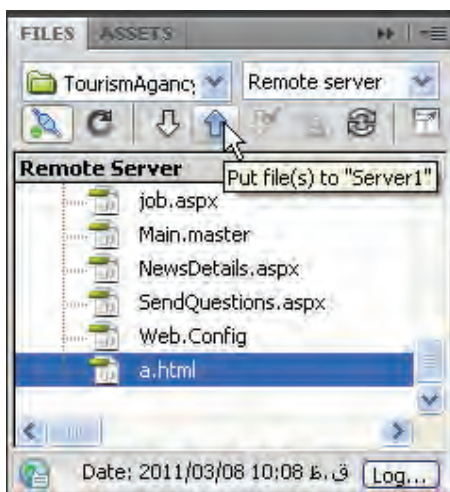 FILES ASSETS
TourismAganc Remote server
Remote Server
Put file(s) to "Server1"
job.aspx
Main.master
NewsDetails.aspx
SendQuestions.aspx
Web.Config
a.html
Date: 2011/03/08 10:08 ق.ظ Log...